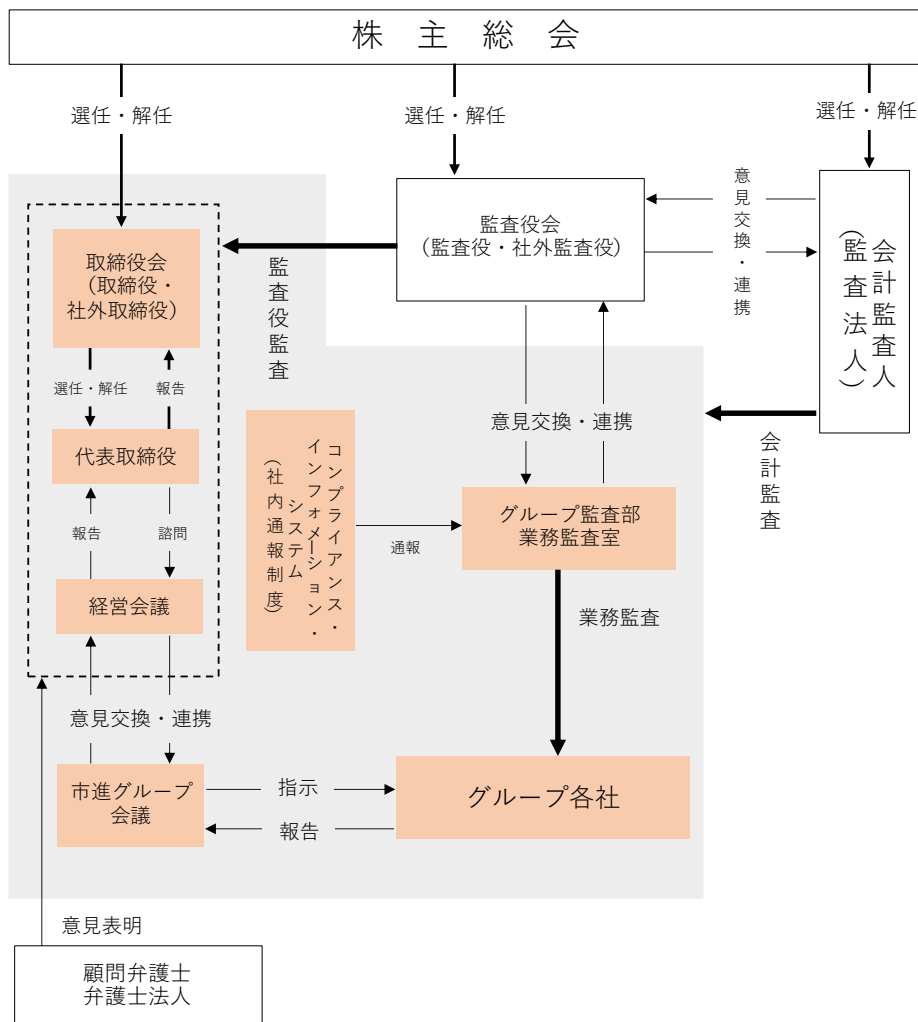 株主総会
選任・解任
選任・解任
選任・解任
監査役会
(監査役・社外監査役)
意見交換・連携
会計監査人
(監査法人)
取締役会
(取締役・
社外取締役)
監査役監査
選任・解任
報告
意見交換・連携
会計監査
代表取締役
コンプライアンス・
インフォメーション・
システム
(社内通報制度)
通報
グループ監査部
業務監査室
報告
諮問
経営会議
業務監査
意見交換・連携
市進グループ
会議
指示
報告
グループ各社
意見表明
顧問弁護士
弁護士法人